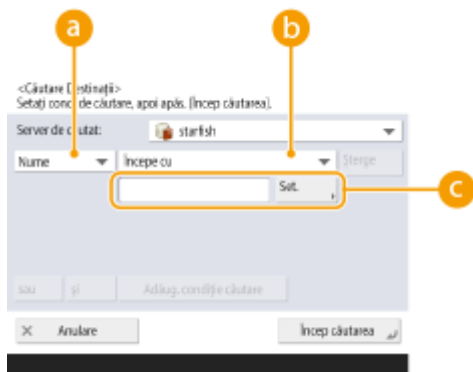 a
b
<Căutare Destinații>
Setați cond. de căutare, apoi apăs. [Încep căutarea].
Server de căutat: starfish
Nume Începe cu Șterge
Set.
c
sau și Adăug. condiție căutare
× Anulare Încep căutarea